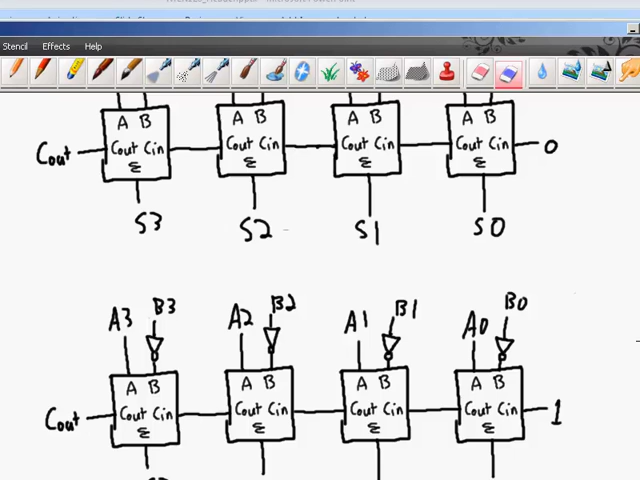 Stencil Effects Help
A B A B A B A B
Cout Cout Cin Cout Cin Cout Cin Cout Cin 0
Σ Σ Σ Σ
S3 S2 S1 S0
A3 B3 A2 B2 A1 B1 A0 B0
A B A B A B A B
Cout Cout Cin Cout Cin Cout Cin Cout Cin 1
Σ Σ Σ Σ